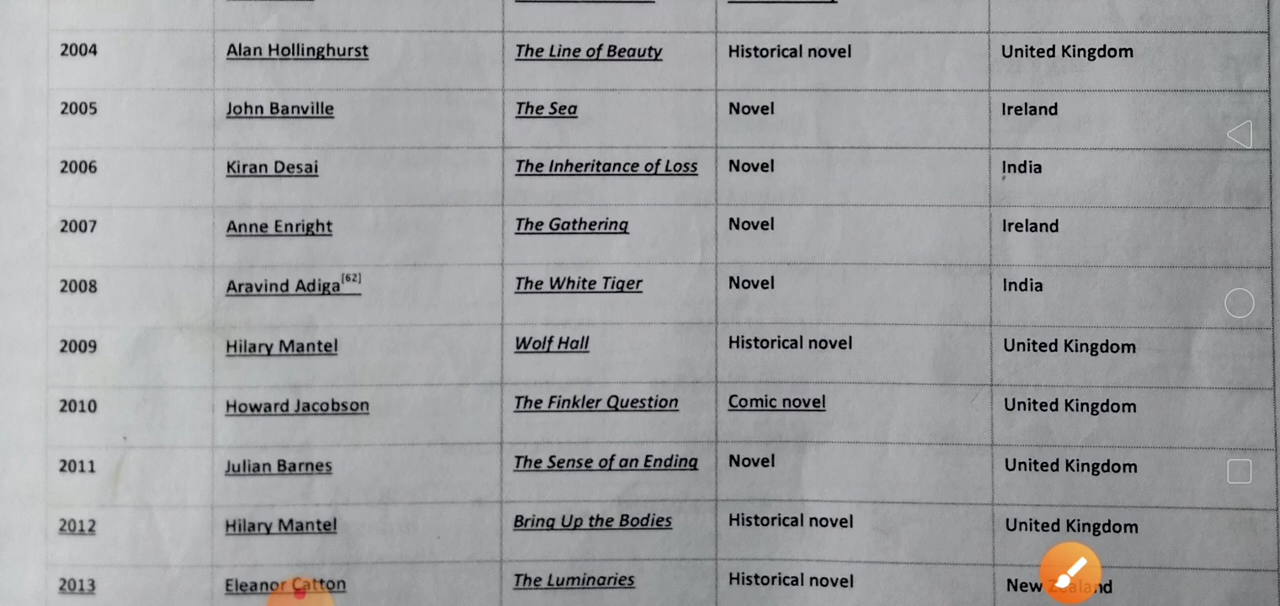 2004 Alan Hollinghurst The Line of Beauty Historical novel United Kingdom
2005 John Banville The Sea Novel Ireland
2006 Kiran Desai The Inheritance of Loss Novel India
2007 Anne Enright The Gathering Novel Ireland
2008 Aravind Adiga[62] The White Tiger Novel India
2009 Hilary Mantel Wolf Hall Historical novel United Kingdom
2010 Howard Jacobson The Finkler Question Comic novel United Kingdom
2011 Julian Barnes The Sense of an Ending Novel United Kingdom
2012 Hilary Mantel Bring Up the Bodies Historical novel United Kingdom
2013 Eleanor Catton The Luminaries Historical novel New Zealand